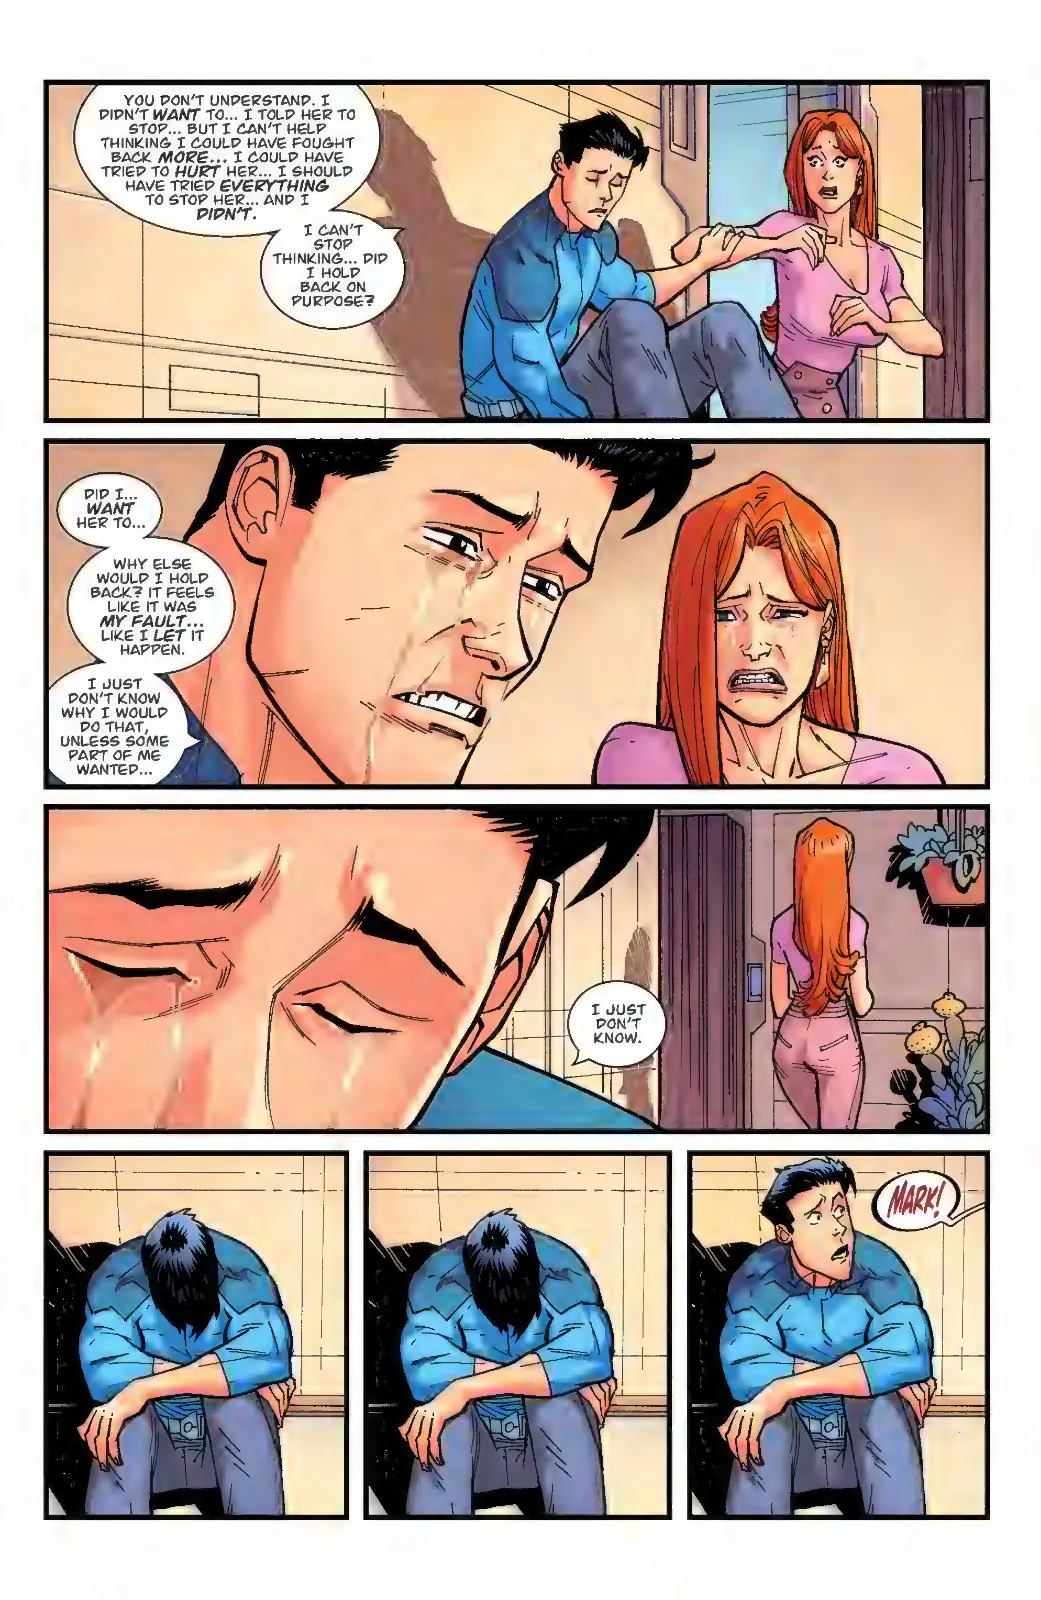 YOU DON'T UNDERSTAND. I
DIDN'T WANT TO... I TOLD HER TO
STOP... BUT I CAN'T HELP
THINKING I COULD HAVE FOUGHT
BACK MORE... I COULD HAVE
TRIED TO HURT HER... I SHOULD
HAVE TRIED EVERYTHING
TO STOP HER... AND I
DIDN'T.
I CAN'T
STOP
THINKING... DID
I HOLD
BACK ON
PURPOSE?
DID I...
WANT
HER TO...
WHY ELSE
WOULD I HOLD
BACK? IT FEELS
LIKE IT WAS
MY FAULT...
LIKE I LET IT
HAPPEN.
I JUST
DON'T KNOW
WHY I WOULD
DO THAT,
UNLESS SOME
PART OF ME
WANTED...
I JUST
DON'T
KNOW.
MARK!